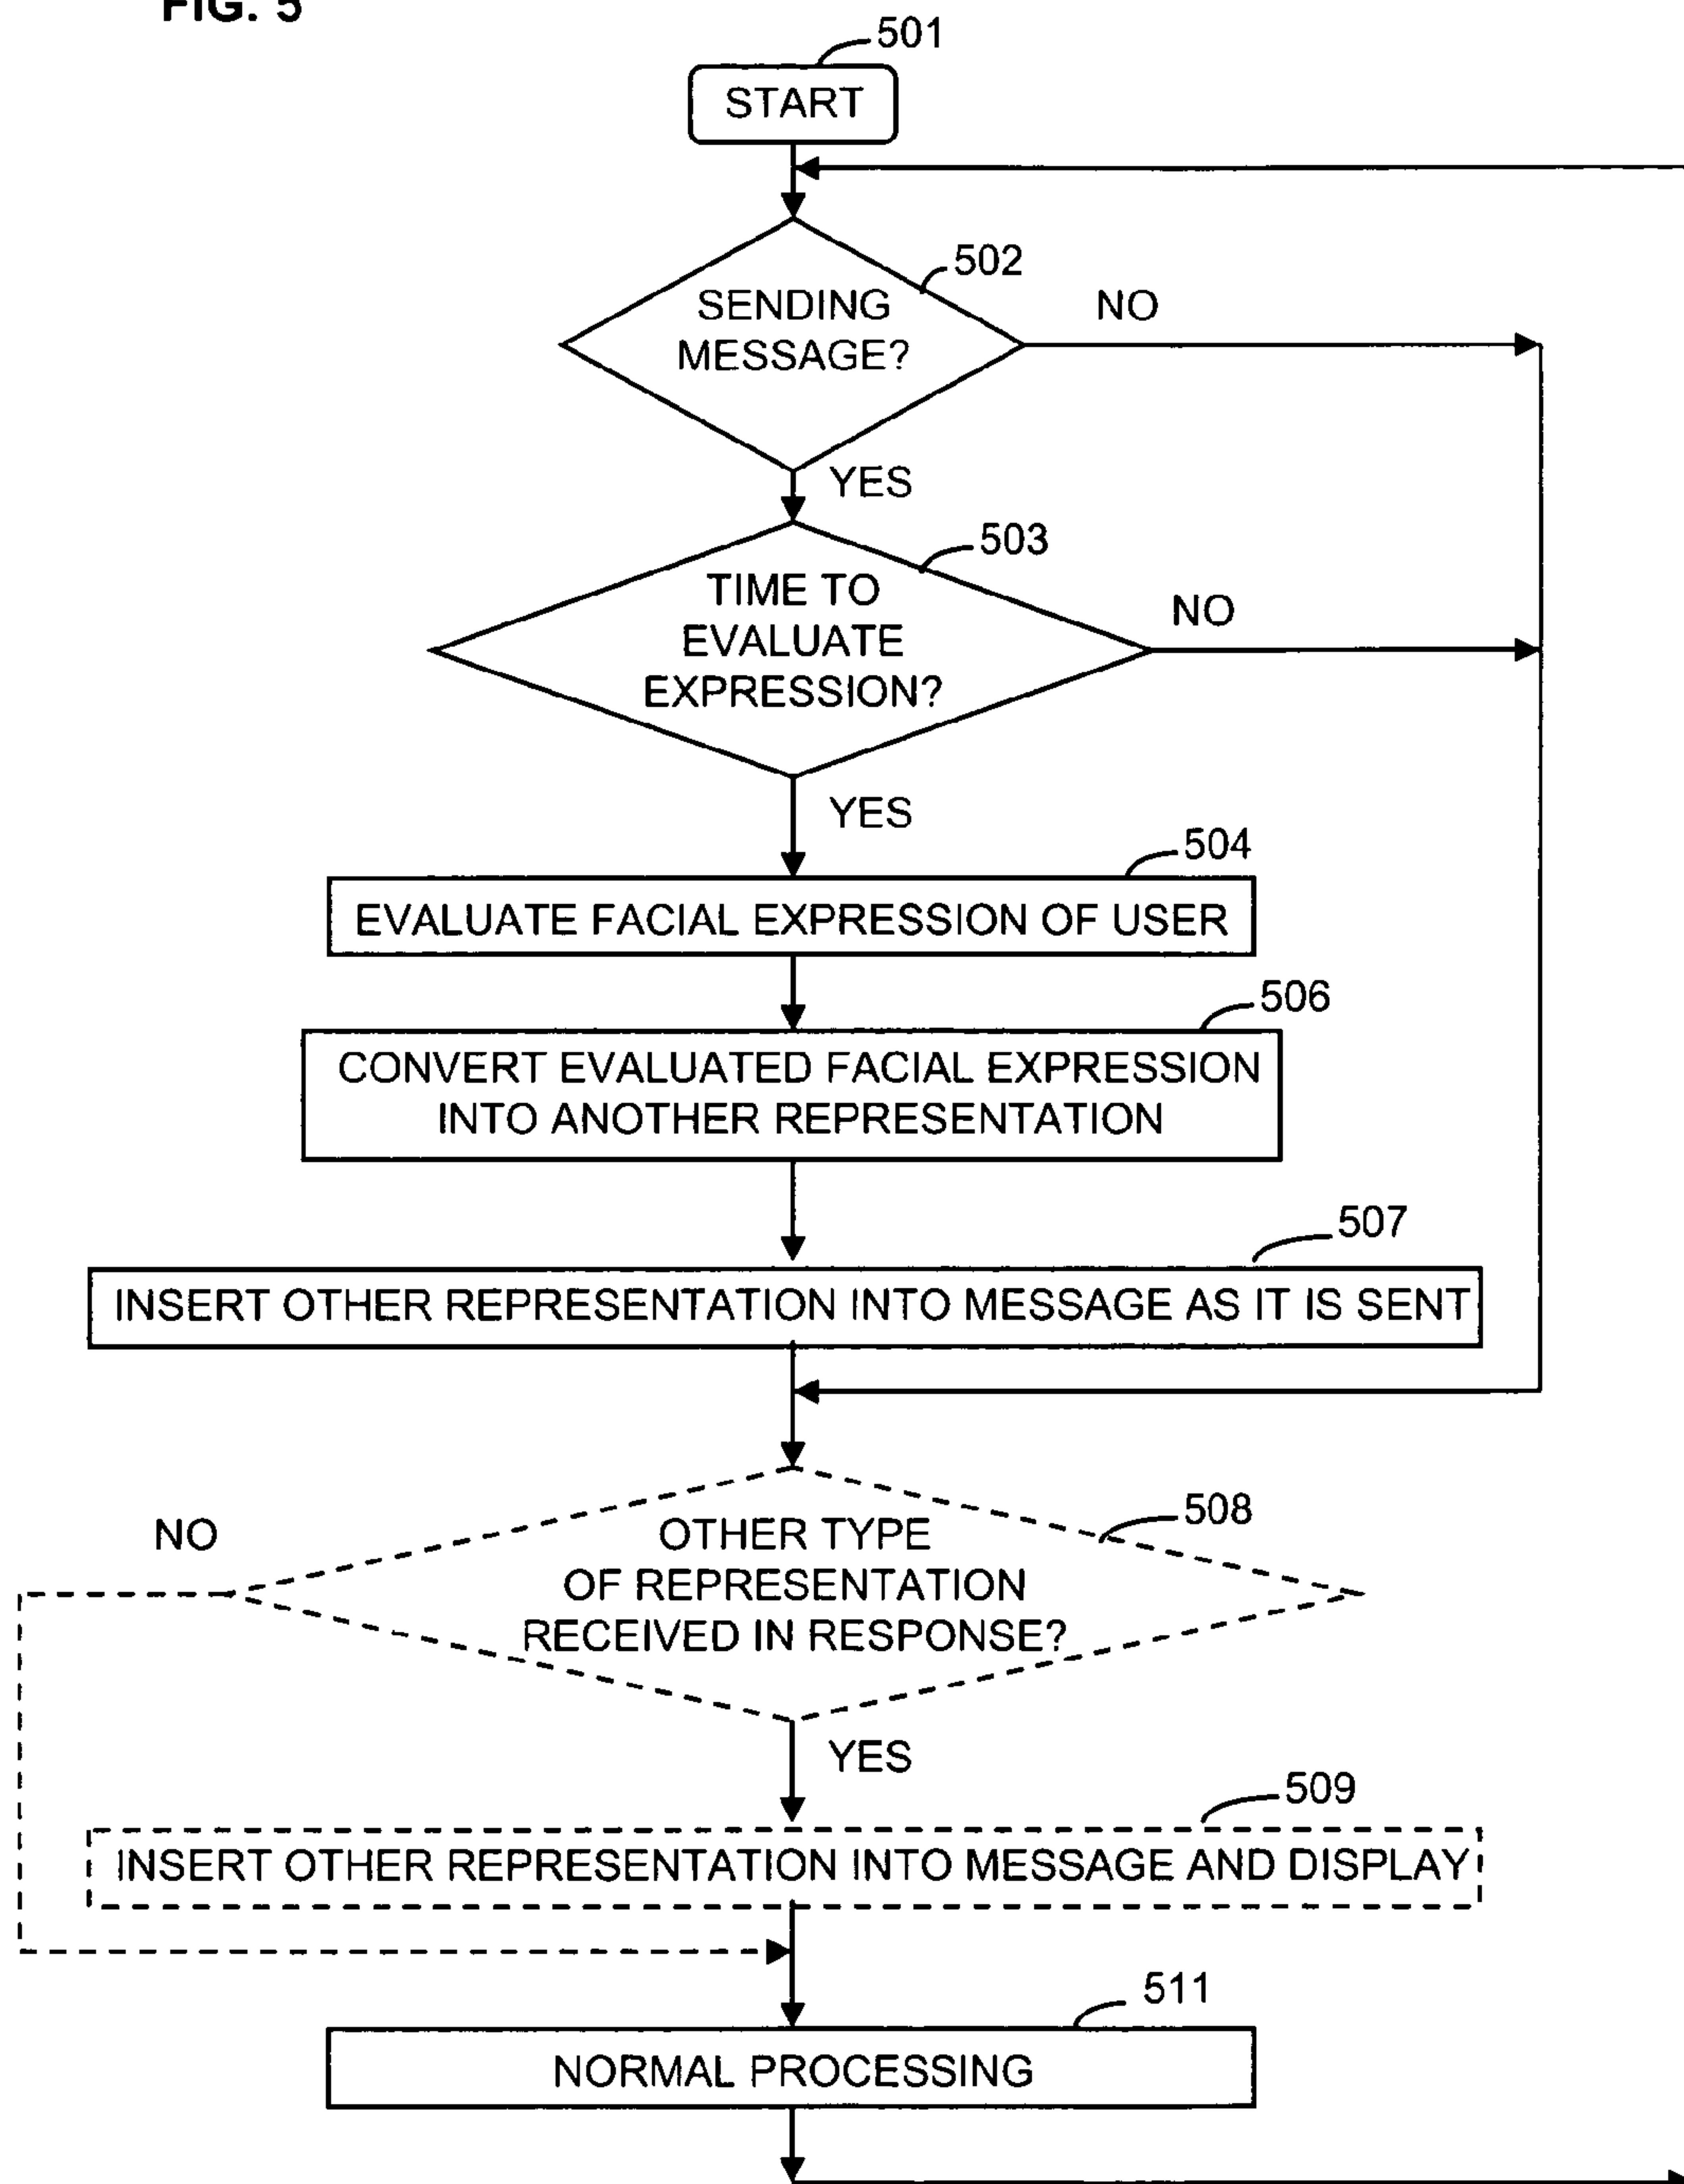 FIG. 5
501
START
502
SENDING
MESSAGE?
NO
YES
503
TIME TO
EVALUATE
EXPRESSION?
NO
YES
504
EVALUATE FACIAL EXPRESSION OF USER
506
CONVERT EVALUATED FACIAL EXPRESSION
INTO ANOTHER REPRESENTATION
507
INSERT OTHER REPRESENTATION INTO MESSAGE AS IT IS SENT
508
NO
OTHER TYPE
OF REPRESENTATION
RECEIVED IN RESPONSE?
YES
509
INSERT OTHER REPRESENTATION INTO MESSAGE AND DISPLAY
511
NORMAL PROCESSING